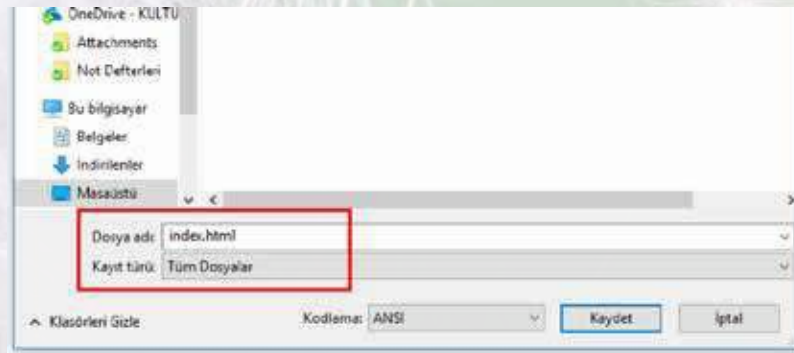 OneDrive - KULTU
Attachments
Not Defterleri
Bu bilgisayar
Belgeler
İndirilenler
Masaüstü
Dosya adı: index.html
Kayıt türü: Tüm Dosyalar
Klasörleri Gizle
Kodlama: ANSI
Kaydet
İptal